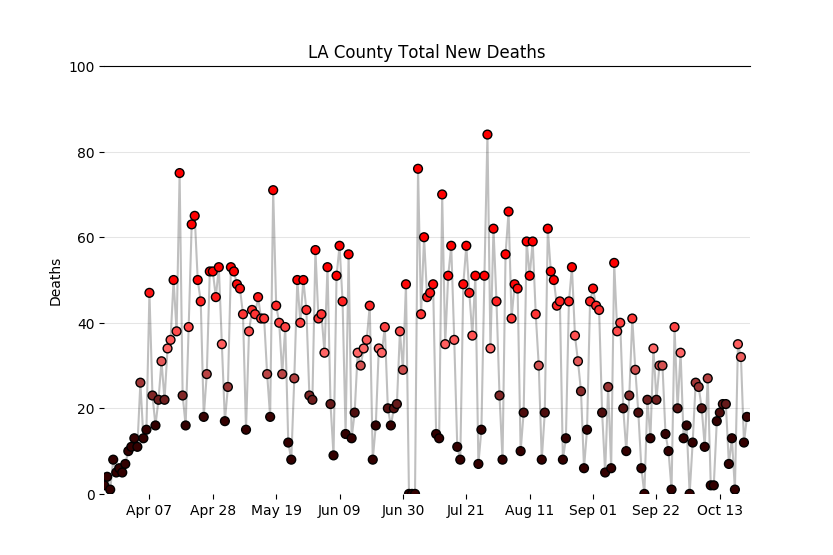 LA County Total New Deaths
100
80
60
40
20
0
Deaths
Apr 07
Apr 28
May 19
Jun 09
Jun 30
Jul 21
Aug 11
Sep 01
Sep 22
Oct 13